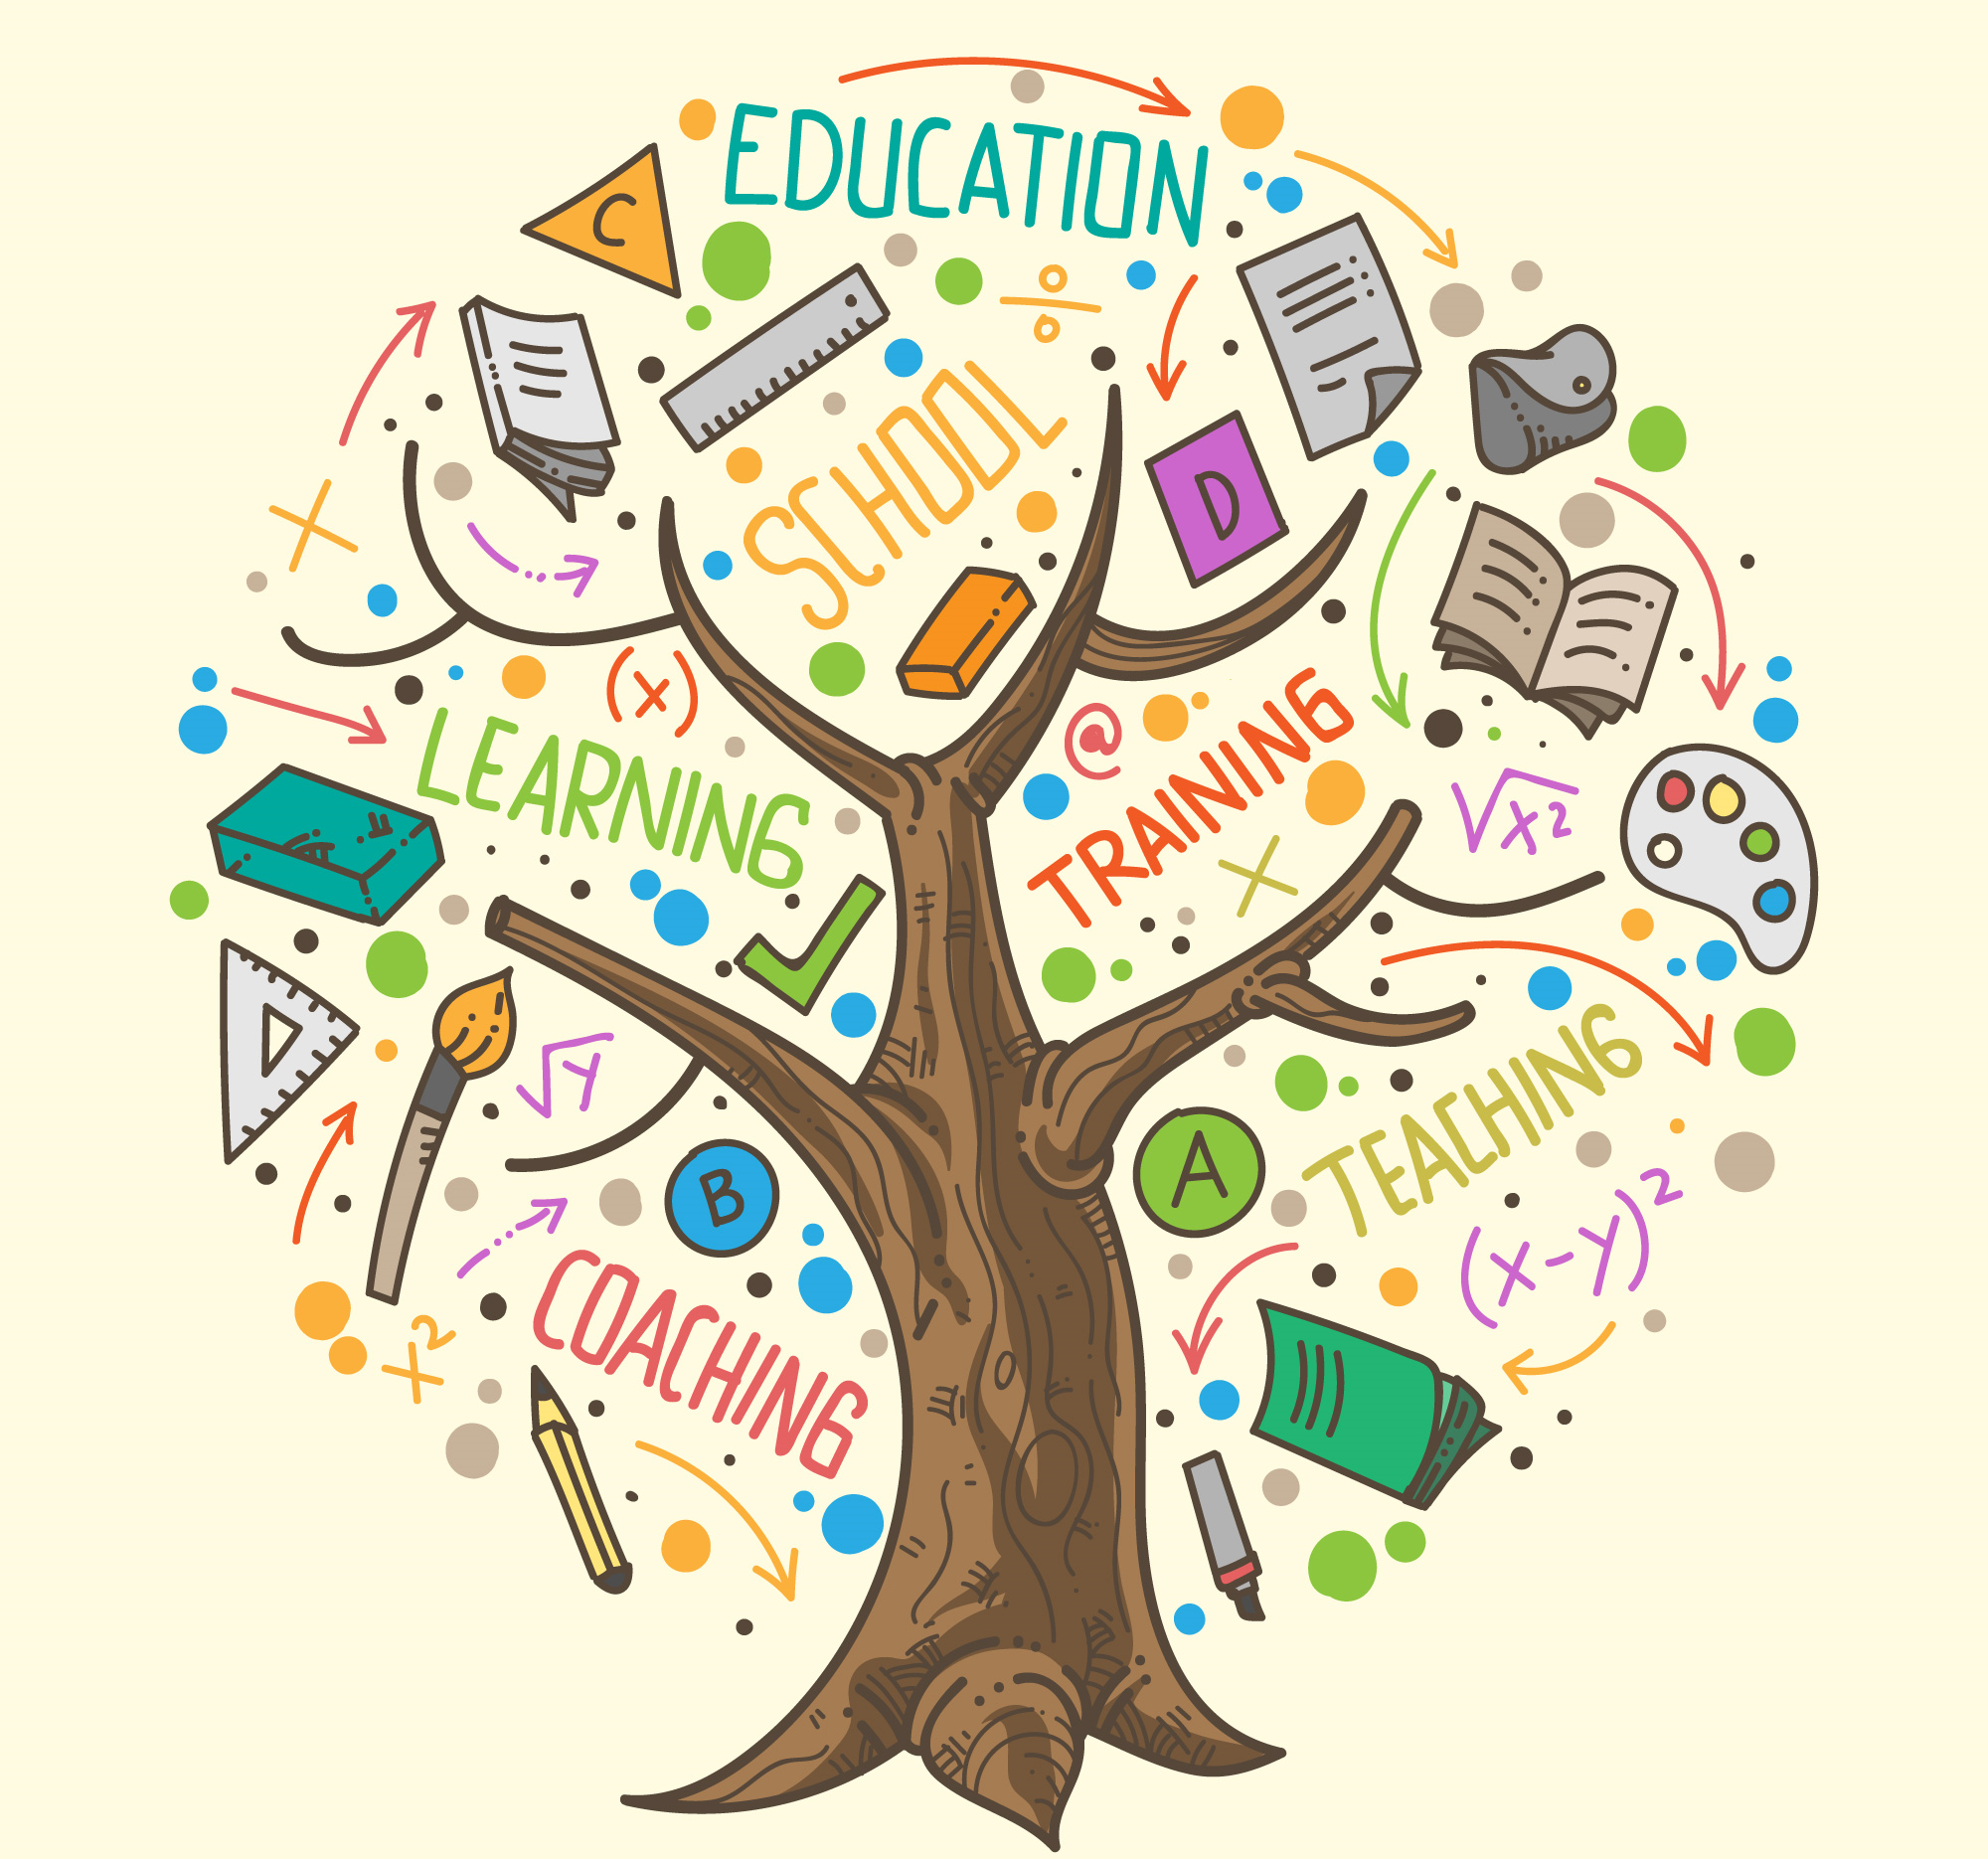 EDUCATION
C
÷
SCHOOL
D
×
(x)
LEARNING
@
TRAINING
√x²
×
√y
TEACHING
A
B
(x-y)²
COACHING
x²